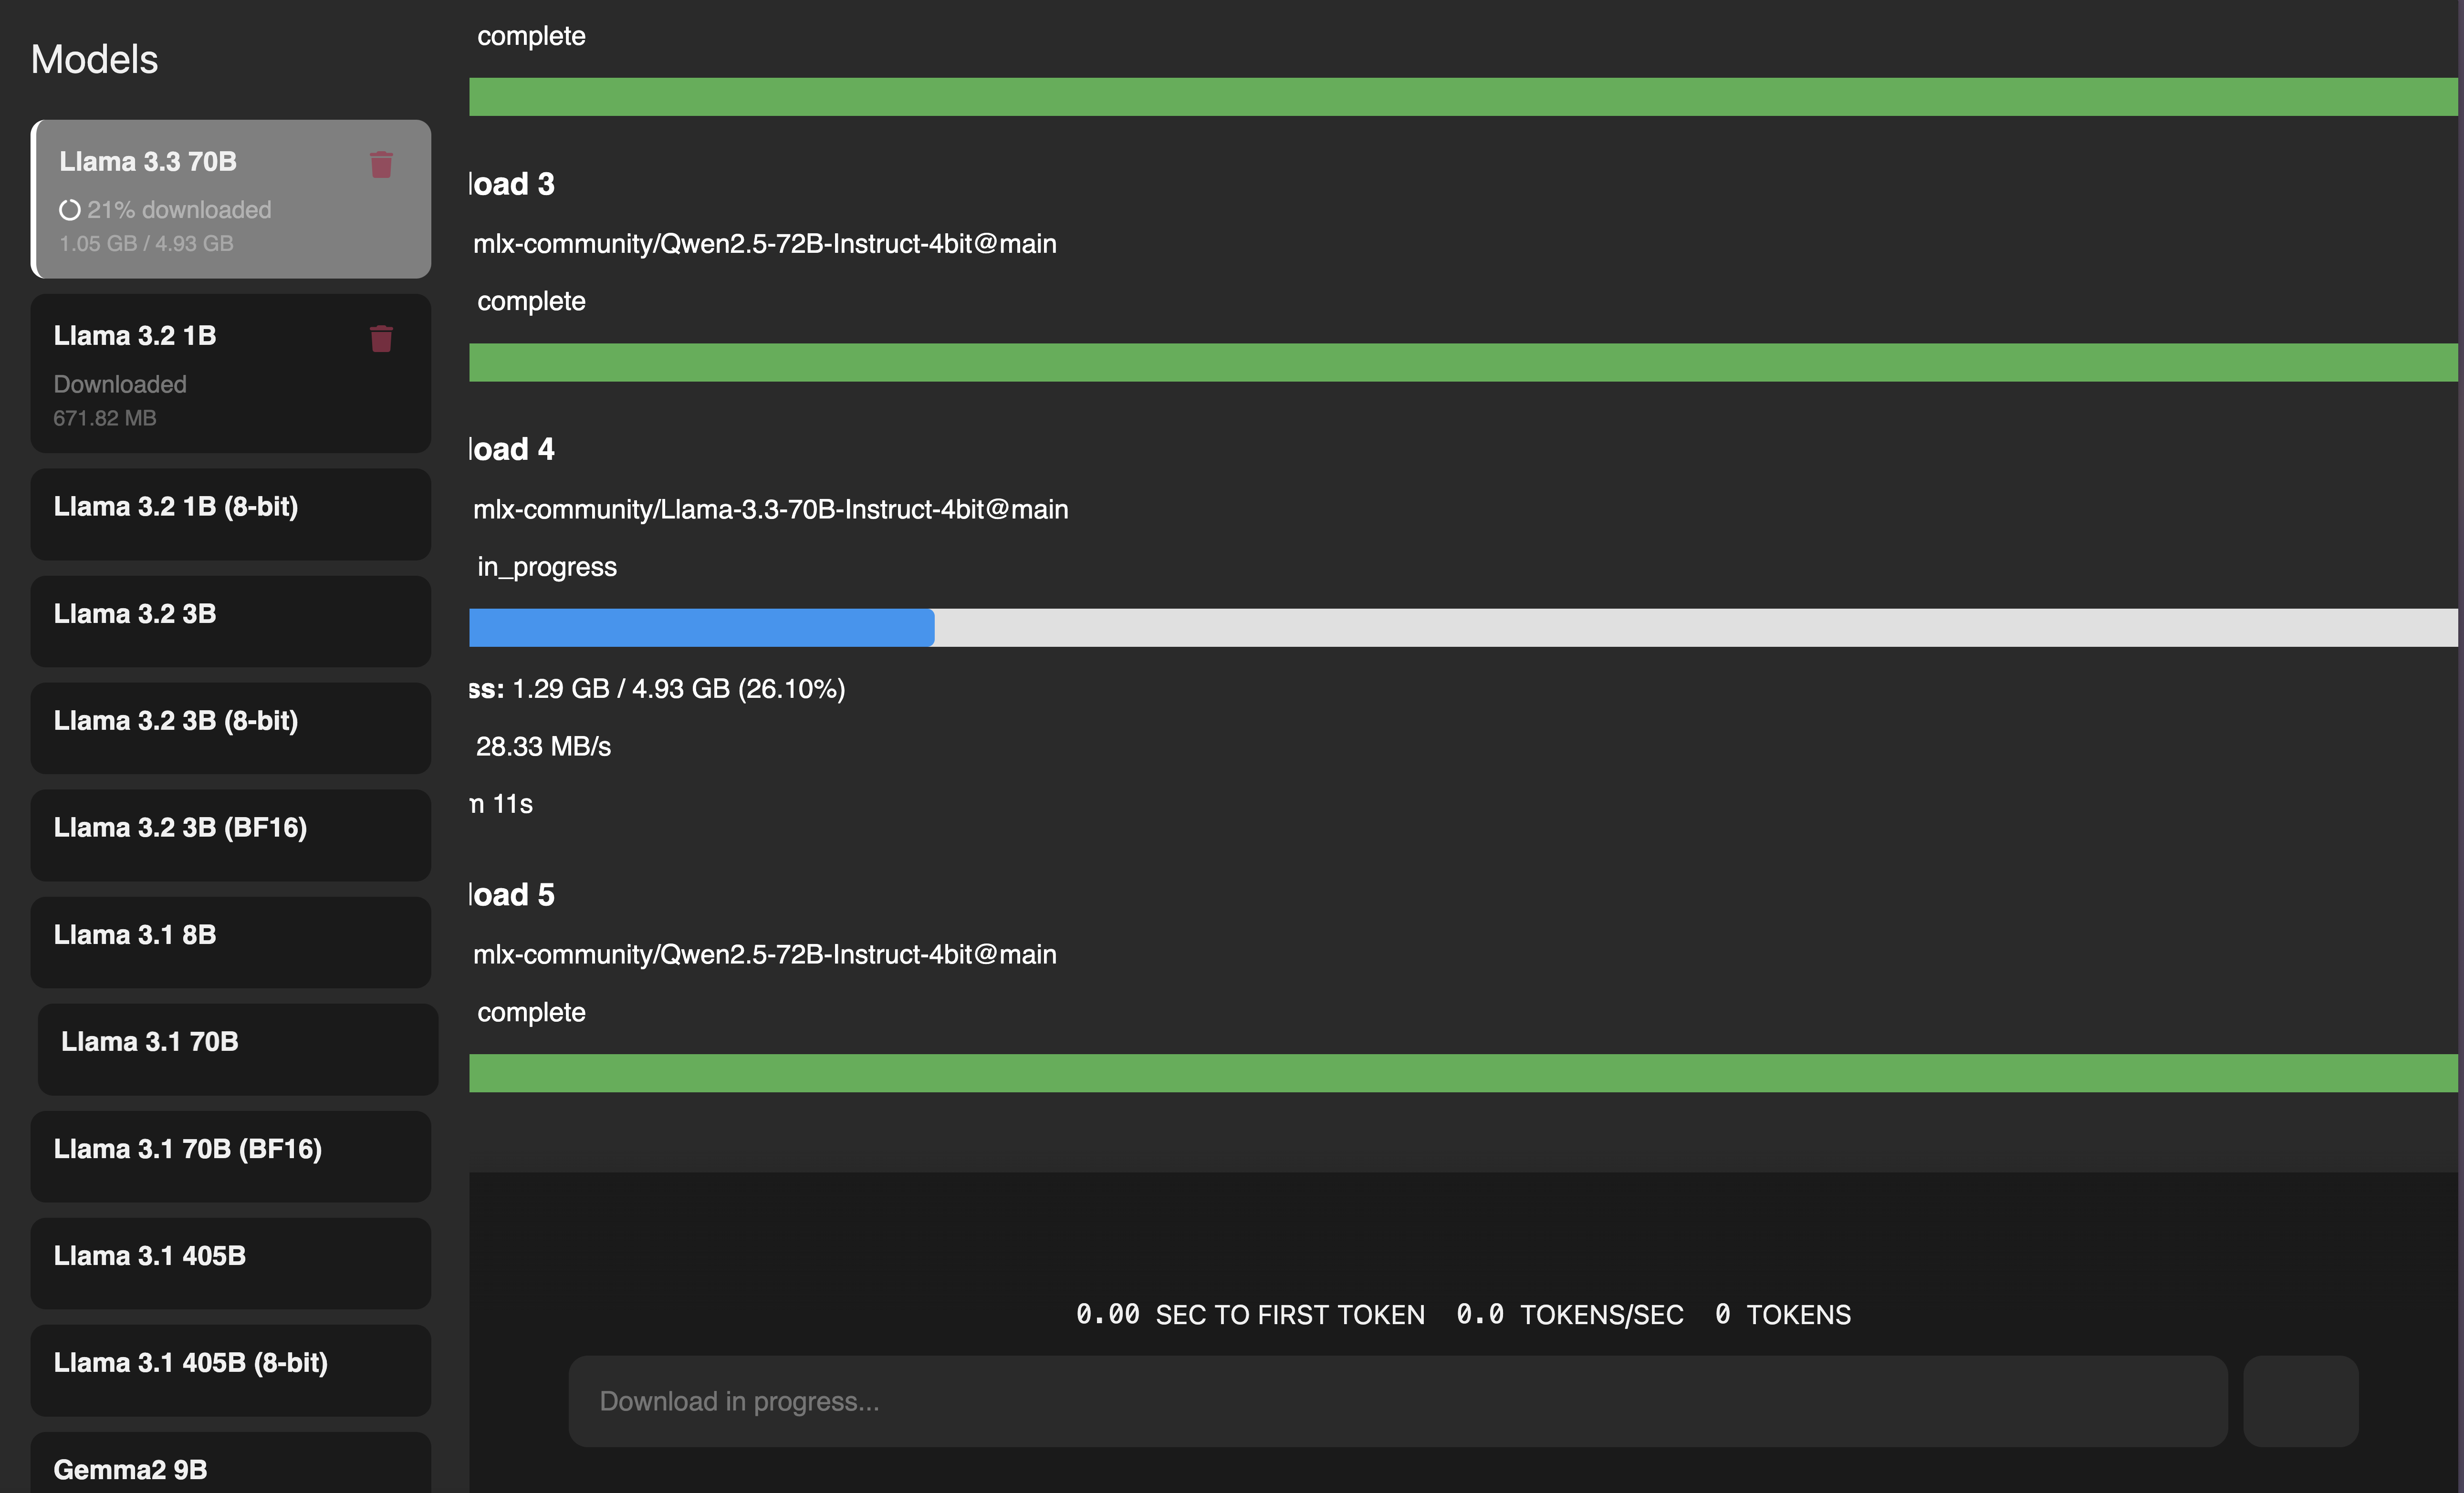 Models
Llama 3.3 70B
21% downloaded
1.05 GB / 4.93 GB
Llama 3.2 1B
Downloaded
671.82 MB
Llama 3.2 1B (8-bit)
Llama 3.2 3B
Llama 3.2 3B (8-bit)
Llama 3.2 3B (BF16)
Llama 3.1 8B
Llama 3.1 70B
Llama 3.1 70B (BF16)
Llama 3.1 405B
Llama 3.1 405B (8-bit)
Gemma2 9B
complete
load 3
mlx-community/Qwen2.5-72B-Instruct-4bit@main
complete
load 4
mlx-community/Llama-3.3-70B-Instruct-4bit@main
in_progress
ss: 1.29 GB / 4.93 GB (26.10%)
28.33 MB/s
11s
load 5
mlx-community/Qwen2.5-72B-Instruct-4bit@main
complete
0.00 SEC TO FIRST TOKEN 0.0 TOKENS/SEC 0 TOKENS
Download in progress...